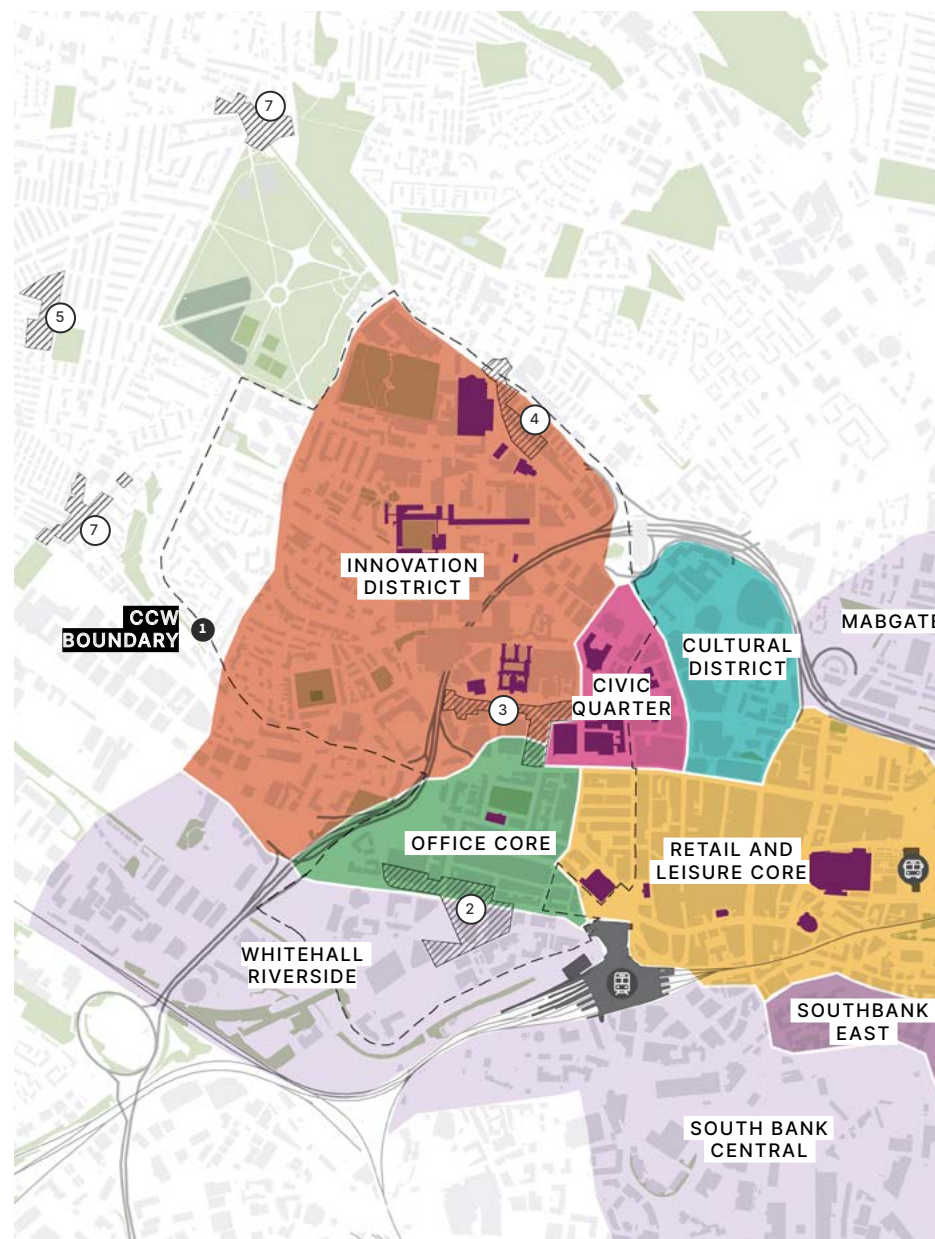 7
5
4
7
INNOVATION
DISTRICT
CCW
BOUNDARY
1
MABGATE
CULTURAL
DISTRICT
CIVIC
QUARTER
3
OFFICE CORE
RETAIL AND
LEISURE CORE
2
WHITEHALL
RIVERSIDE
SOUTHBANK
EAST
SOUTH BANK
CENTRAL